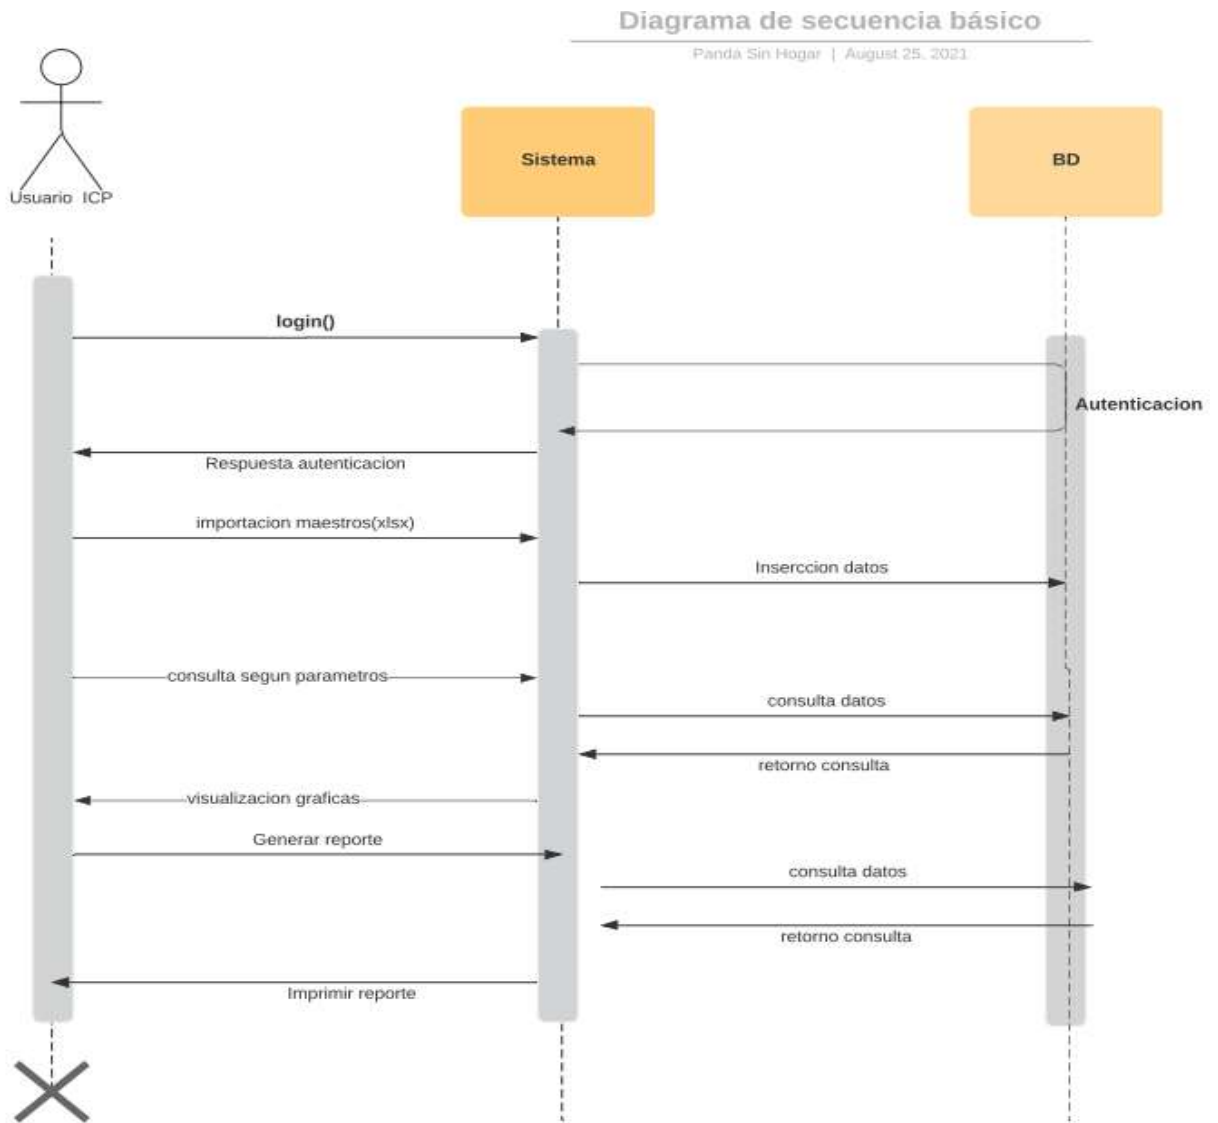 Diagrama de secuencia básico
Panda Sin Hogar | August 25, 2021
Usuario ICP
Sistema
BD
login()
Autenticacion
Respuesta autenticacion
importacion maestros(xlsx)
Inserccion datos
consulta segun parametros
consulta datos
retorno consulta
visualizacion graficas
Generar reporte
consulta datos
retorno consulta
Imprimir reporte